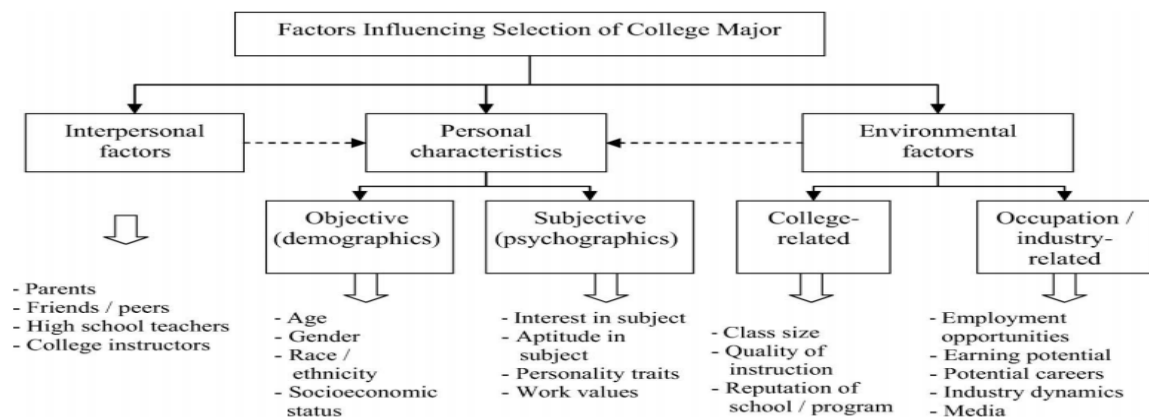 Factors Influencing Selection of College Major
Interpersonal
factors
Personal
characteristics
Environmental
factors
Objective
(demographics)
Subjective
(psychographics)
College-
related
Occupation /
industry-
related
- Parents
- Friends / peers
- High school teachers
- College instructors
- Age
- Gender
- Race /
ethnicity
- Socioeconomic
status
- Interest in subject
- Aptitude in
subject
- Personality traits
- Work values
- Class size
- Quality of
instruction
- Reputation of
school / program
- Employment
opportunities
- Earning potential
- Potential careers
- Industry dynamics
- Media